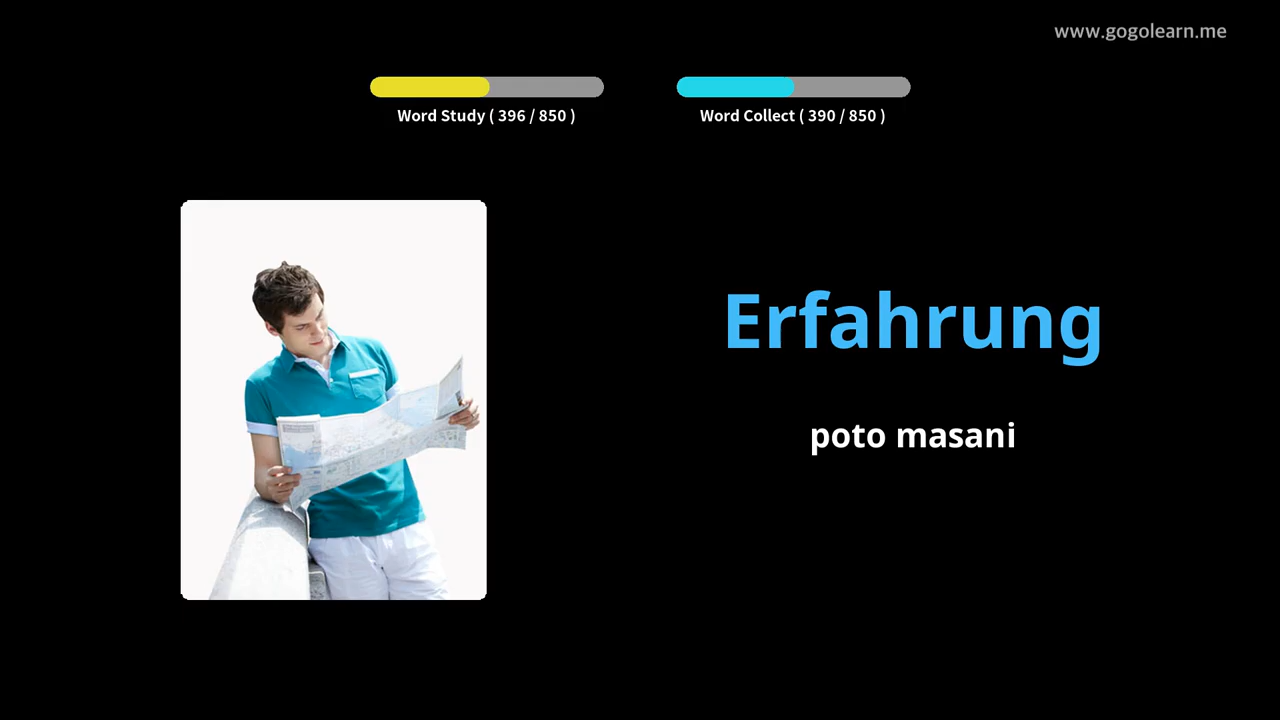 www.gogolearn.me
Word Study ( 396 / 850 )
Word Collect ( 390 / 850 )
Erfahrung
poto masani